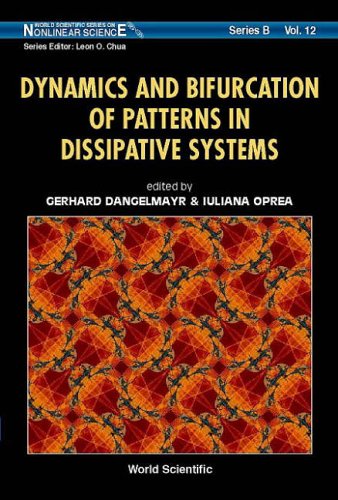 WORLD SCIENTIFIC SERIES ON
NONLINEAR SCIENCE
Series B Vol. 12
Series Editor: Leon O. Chua
DYNAMICS AND BIFURCATION
OF PATTERNS IN
DISSIPATIVE SYSTEMS
edited by
GERHARD DANGELMAYR & IULIANA OPREA
World Scientific